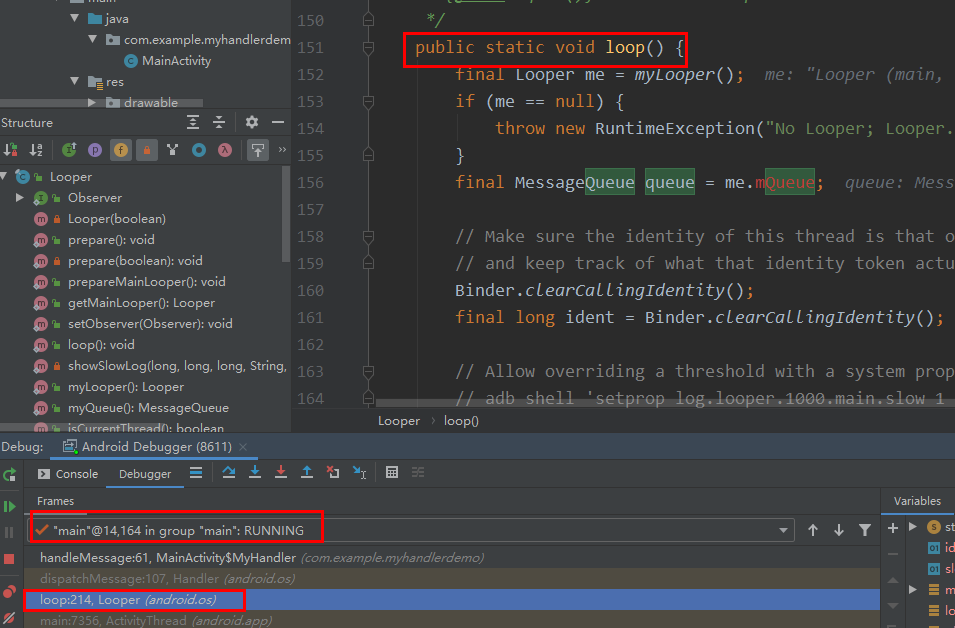 main
java
com.example.myhandlerdem
MainActivity
res
drawable
Structure
Looper
Observer
Looper(boolean)
prepare(): void
prepare(boolean): void
prepareMainLooper(): void
getMainLooper(): Looper
setObserver(Observer): void
loop(): void
showSlowLog(long, long, long, String,
myLooper(): Looper
myQueue(): MessageQueue
isCurrentThread(): boolean
150 */
151 public static void loop() {
152 final Looper me = myLooper(); me: "Looper (main,
153 if (me == null) {
154 throw new RuntimeException("No Looper; Looper.
155 }
156 final MessageQueue queue = me.mQueue; queue: Mess
157
158 // Make sure the identity of this thread is that o
159 // and keep track of what that identity token actu
160 Binder.clearCallingIdentity();
161 final long ident = Binder.clearCallingIdentity();
162
163 // Allow overriding a threshold with a system prop
164 // adb shell 'setprop log.looper.1000.main.slow 1
Looper › loop()
Debug: Android Debugger (8611) ×
Console Debugger
Frames Variables
"main"@14,164 in group "main": RUNNING
handleMessage:61, MainActivity$MyHandler (com.example.myhandlerdemo)
dispatchMessage:107, Handler (android.os)
loop:214, Looper (android.os)
main:7356, ActivityThread (android.app)
st
id
sl
m
lo